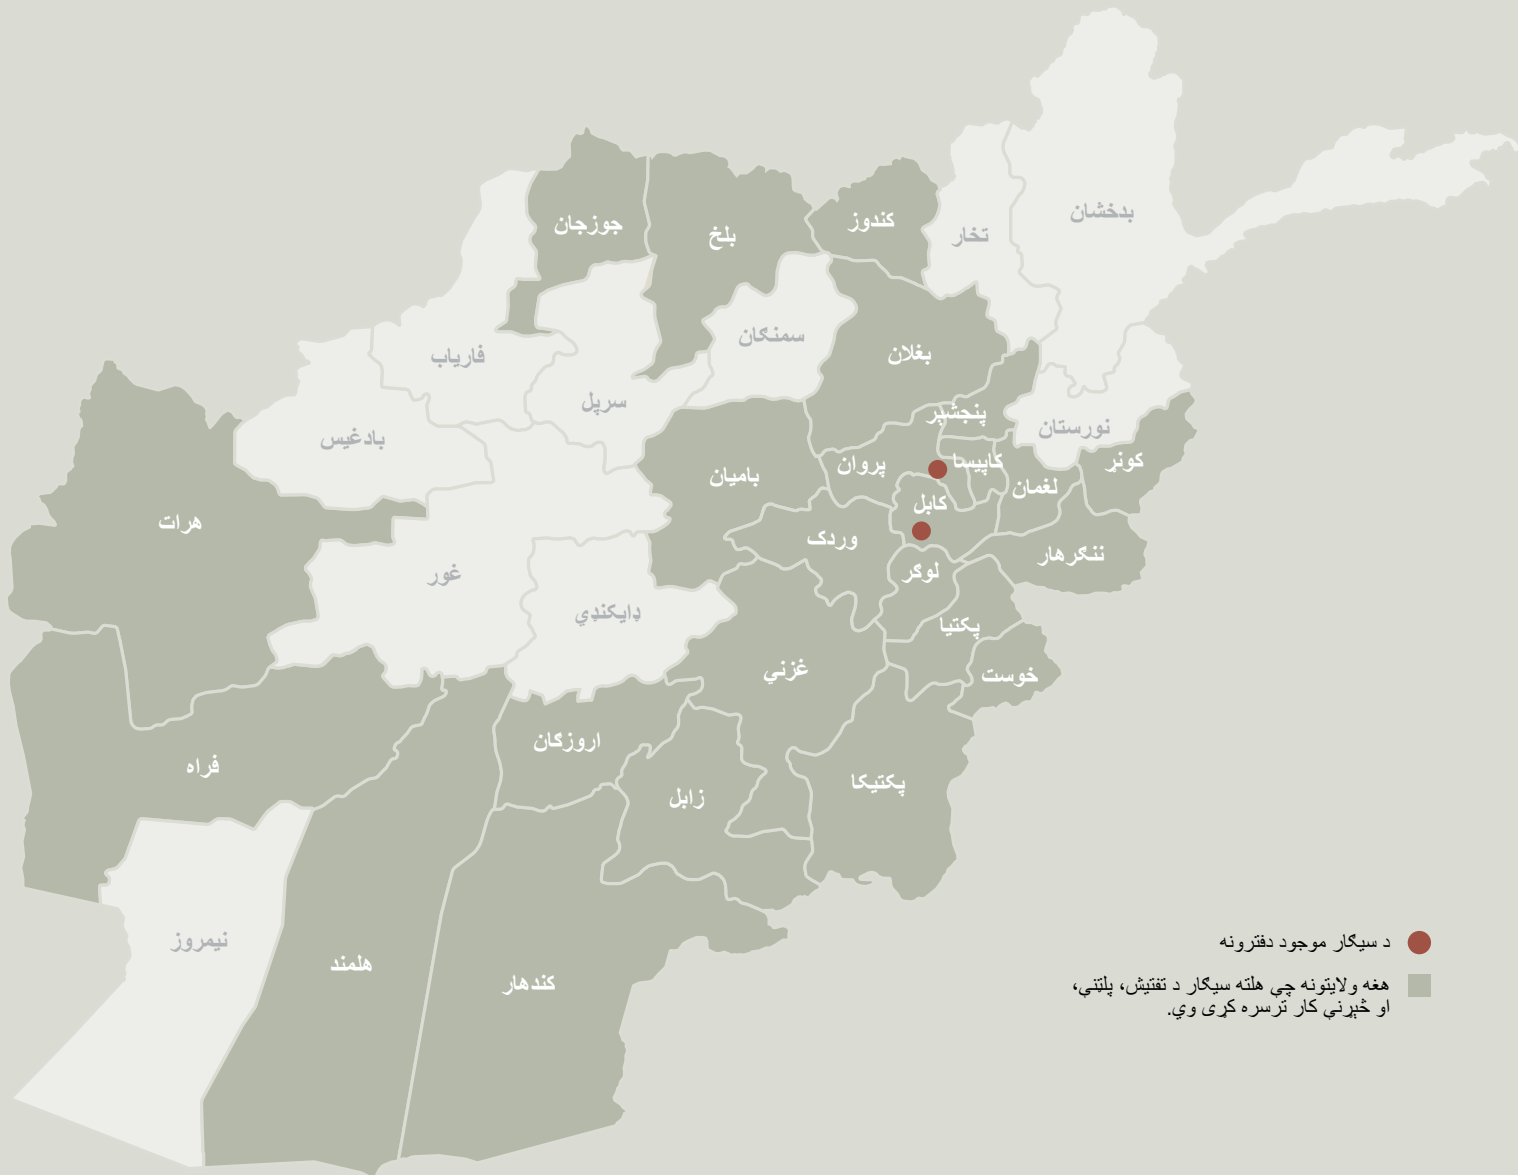 بدخشان
تخار
کندوز
بلخ
جوزجان
سمنګان
بغلان
فارياب
سرپل
پنجشېر
نورستان
بادغيس
کونړ
کاپيسا
پروان
باميان
لغمان
کابل
هرات
وردک
ننګرهار
لوګر
غور
ډايکنډي
پکتيا
غزني
خوست
اروزګان
فراه
پکتيکا
زابل
نيمروز
هلمند
کندهار
د سيګار موجود دفترونه
هغه ولايتونه چې هلته سيګار د تفتيش، پلټنې،
او څېړنې کار ترسره کړی وي.